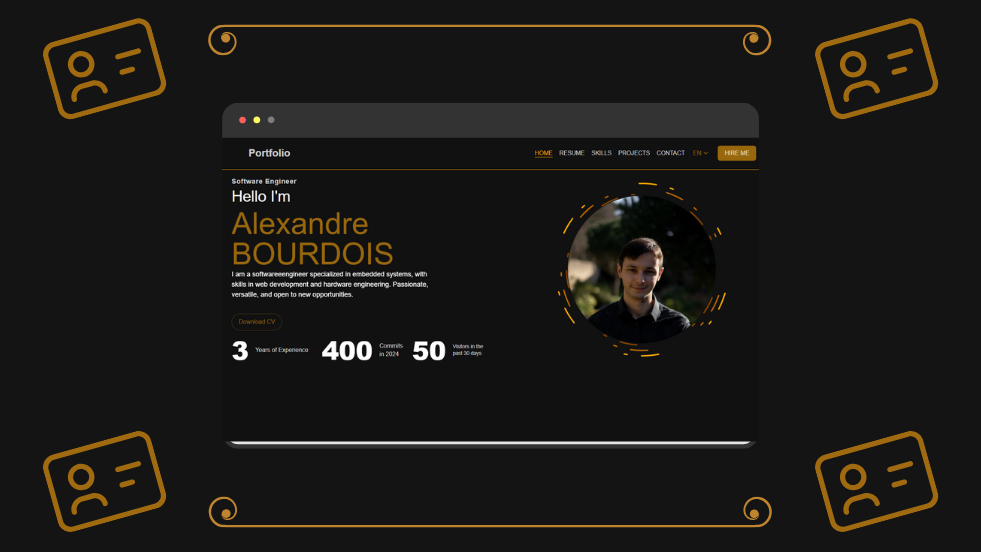 Portfolio
HOME RESUME SKILLS PROJECTS CONTACT EN HIRE ME
Software Engineer
Hello I'm
Alexandre
BOURDOIS
I am a softwareengineer specialized in embedded systems, with
skills in web development and hardware engineering. Passionate,
versatile, and open to new opportunities.
Download CV
3 Years of Experience
400 Commits
in 2024
50 Visitors in the
past 30 days